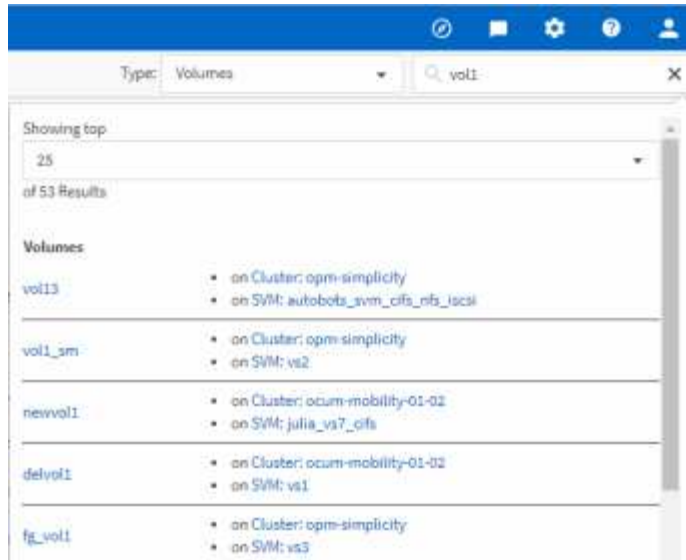 Type: Volumes vol1
Showing top
25
of 53 Results
Volumes
vol13
on Cluster: opm-simplicity
on SVM: autobots_svm_cifs_nfs_iscsi
vol1_sm
on Cluster: opm-simplicity
on SVM: vs2
newvol1
on Cluster: ocum-mobility-01-02
on SVM: julia_vs7_cifs
delvol1
on Cluster: ocum-mobility-01-02
on SVM: vs1
fg_vol1
on Cluster: opm-simplicity
on SVM: vs3